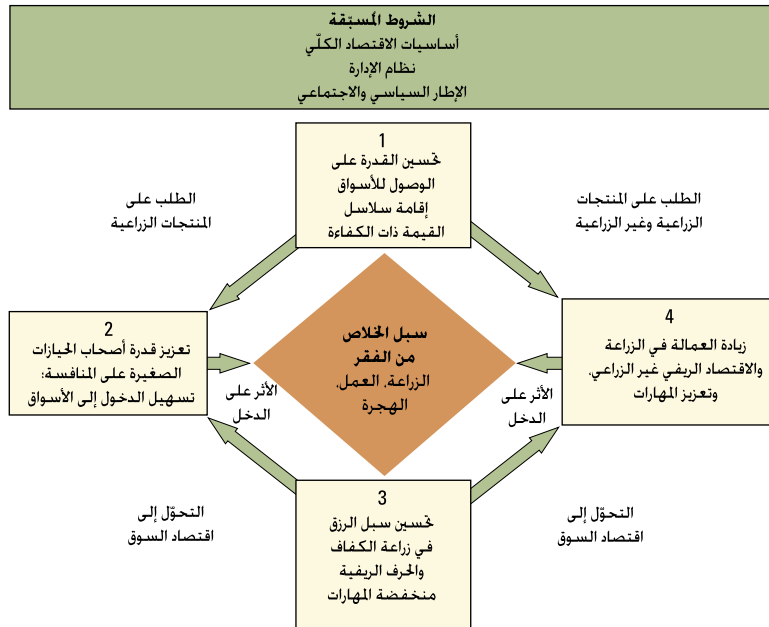 الشروط المُسبّقة
أساسيات الاقتصاد الكلّي
نظام الإدارة
الإطار السياسي والاجتماعي
1
تحسين القدرة على
الوصول للأسواق
إقامة سلاسل
القيمة ذات الكفاءة
الطلب على المنتجات
الزراعية وغير الزراعية
الطلب على
المنتجات الزراعية
4
زيادة العمالة في الزراعة
والاقتصاد الريفي غير الزراعي،
وتعزيز المهارات
سبل الخلاص
من الفقر
الزراعة، العمل،
الهجرة
2
تعزيز قدرة أصحاب الحيازات
الصغيرة على المنافسة؛
تسهيل الدخول إلى الأسواق
الأثر على
الدخل
الأثر على
الدخل
3
تحسين سبل الرزق
في زراعة الكفاف
والحرف الريفية
منخفضة المهارات
التحوّل إلى
اقتصاد السوق
التحوّل إلى
اقتصاد السوق